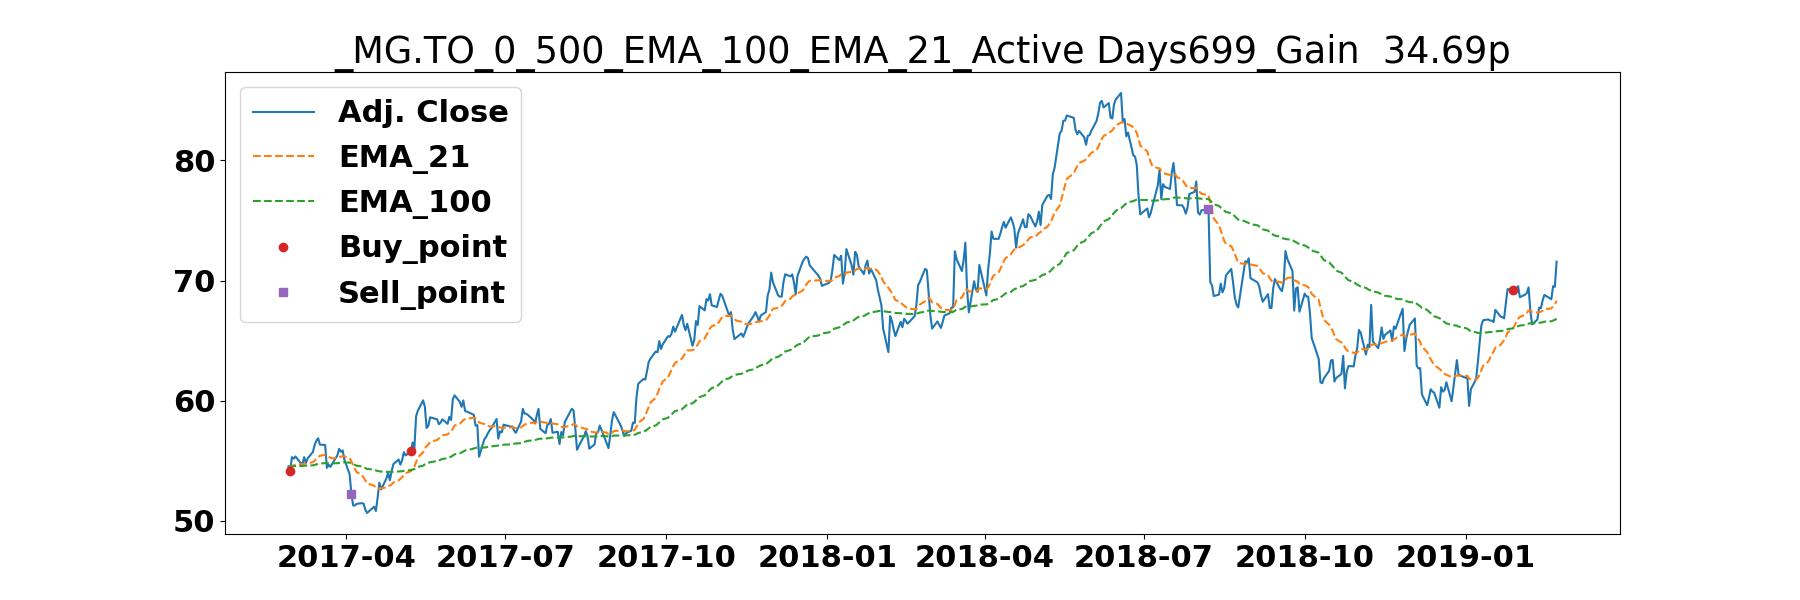 _MG.TO_0_500_EMA_100_EMA_21_Active Days699_Gain  34.69p
Adj. Close
EMA_21
EMA_100
Buy_point
Sell_point
80
70
60
50
2017-04 2017-07 2017-10 2018-01 2018-04 2018-07 2018-10 2019-01